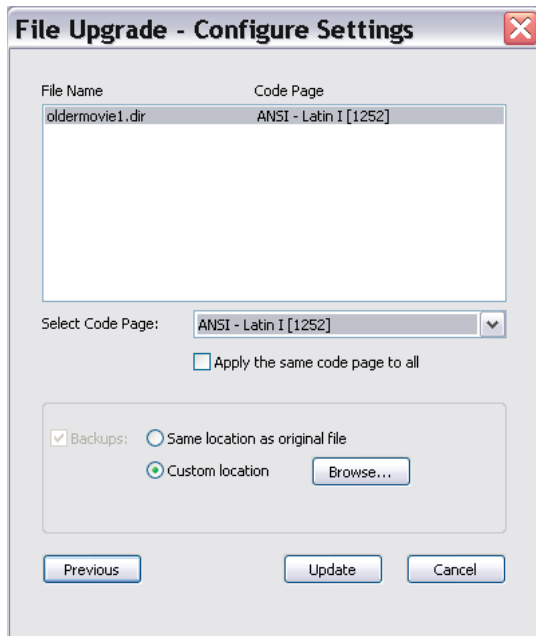 File Upgrade - Configure Settings
File Name Code Page
oldermovie1.dir ANSI - Latin I [1252]
Select Code Page: ANSI - Latin I [1252]
Apply the same code page to all
Backups: Same location as original file
Custom location Browse...
Previous Update Cancel